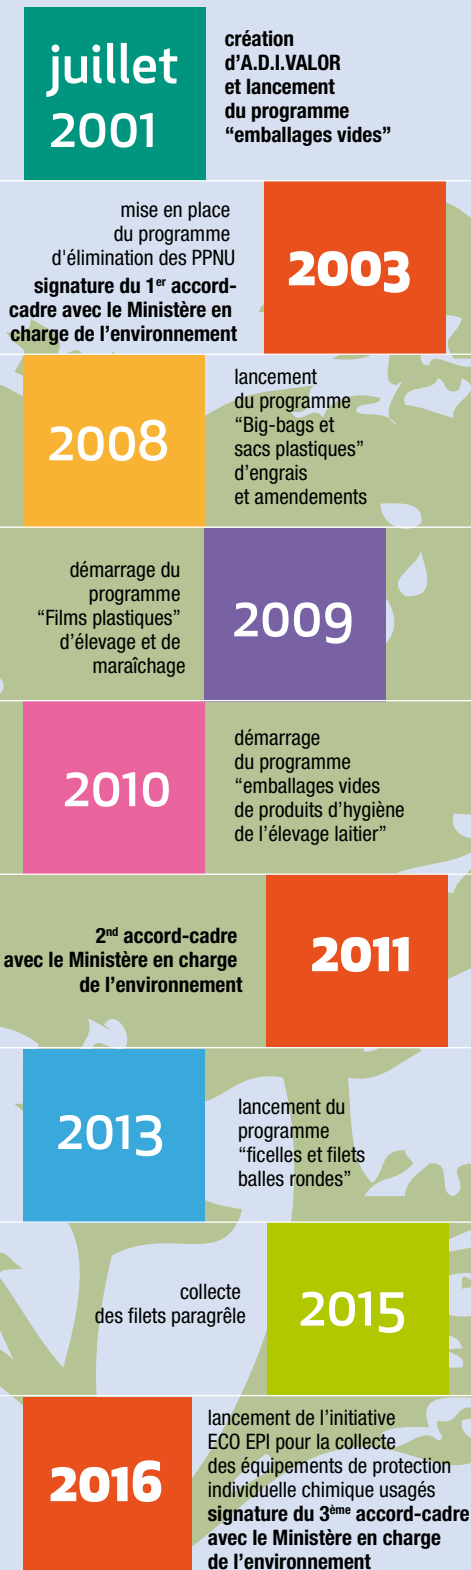 juillet
2001
création
d’A.D.I.VALOR
et lancement
du programme
“emballages vides”
mise en place
du programme
d'élimination des PPNU
signature du 1er accord-
cadre avec le Ministère en
charge de l’environnement
2003
2008
lancement
du programme
“Big-bags et
sacs plastiques”
d’engrais
et amendements
démarrage du
programme
“Films plastiques”
d’élevage et de
maraîchage
2009
2010
démarrage
du programme
“emballages vides
de produits d’hygiène
de l’élevage laitier”
2nd accord-cadre
avec le Ministère en charge
de l’environnement
2011
2013
lancement du
programme
“ficelles et filets
balles rondes”
collecte
des filets paragrêle
2015
2016
lancement de l’initiative
ECO EPI pour la collecte
des équipements de protection
individuelle chimique usagés
signature du 3ème accord-cadre
avec le Ministère en charge
de l’environnement